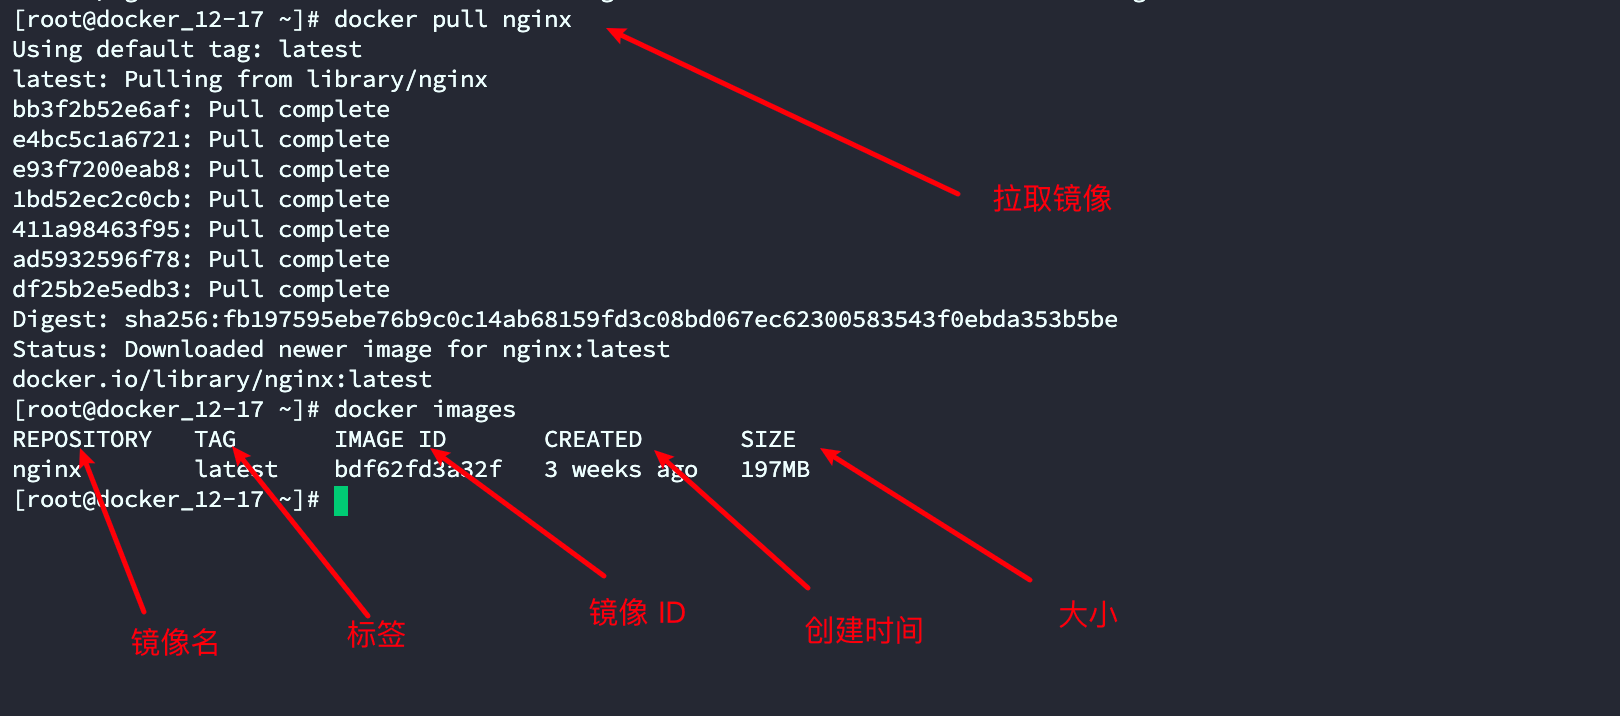 [root@docker_12-17 ~]# docker pull nginx
Using default tag: latest
latest: Pulling from library/nginx
bb3f2b52e6af: Pull complete
e4bc5c1a6721: Pull complete
e93f7200eab8: Pull complete
1bd52ec2c0cb: Pull complete
411a98463f95: Pull complete
ad5932596f78: Pull complete
df25b2e5edb3: Pull complete
Digest: sha256:fb197595ebe76b9c0c14ab68159fd3c08bd067ec62300583543f0ebda353b5be
Status: Downloaded newer image for nginx:latest
docker.io/library/nginx:latest
[root@docker_12-17 ~]# docker images
REPOSITORY   TAG       IMAGE ID       CREATED       SIZE
nginx        latest    bdf62fd3a32f   3 weeks ago   197MB
[root@docker_12-17 ~]#
拉取镜像
镜像名
标签
镜像 ID
创建时间
大小